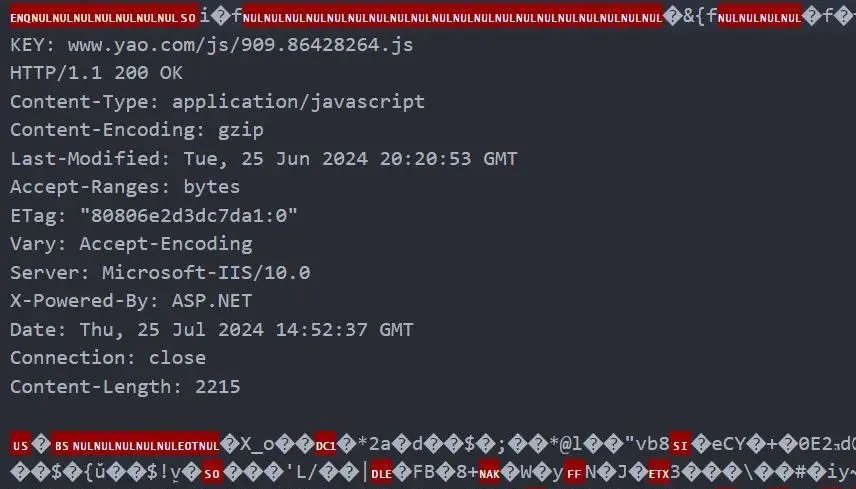 ENQNULNULNULNULNULNULNULSOi�fNULNULNULNULNULNULNULNULNULNULNULNULNULNULNULNULNULNULNULNUL�&{fNULNULNULNUL�f�
KEY: www.yao.com/js/909.86428264.js
HTTP/1.1 200 OK
Content-Type: application/javascript
Content-Encoding: gzip
Last-Modified: Tue, 25 Jun 2024 20:20:53 GMT
Accept-Ranges: bytes
ETag: "80806e2d3dc7da1:0"
Vary: Accept-Encoding
Server: Microsoft-IIS/10.0
X-Powered-By: ASP.NET
Date: Thu, 25 Jul 2024 14:52:37 GMT
Connection: close
Content-Length: 2215
US�BSNULNULNULNULNULEOTNUL�X_o��DC1�*2a�d��$�;��*@l��"vb8SI�eCY�+�0E2
��$�{ŭ��$!�SO���'L/��|DLE�FB�8+NAK�W�yFFN�J�ETX3���\��#�iy~